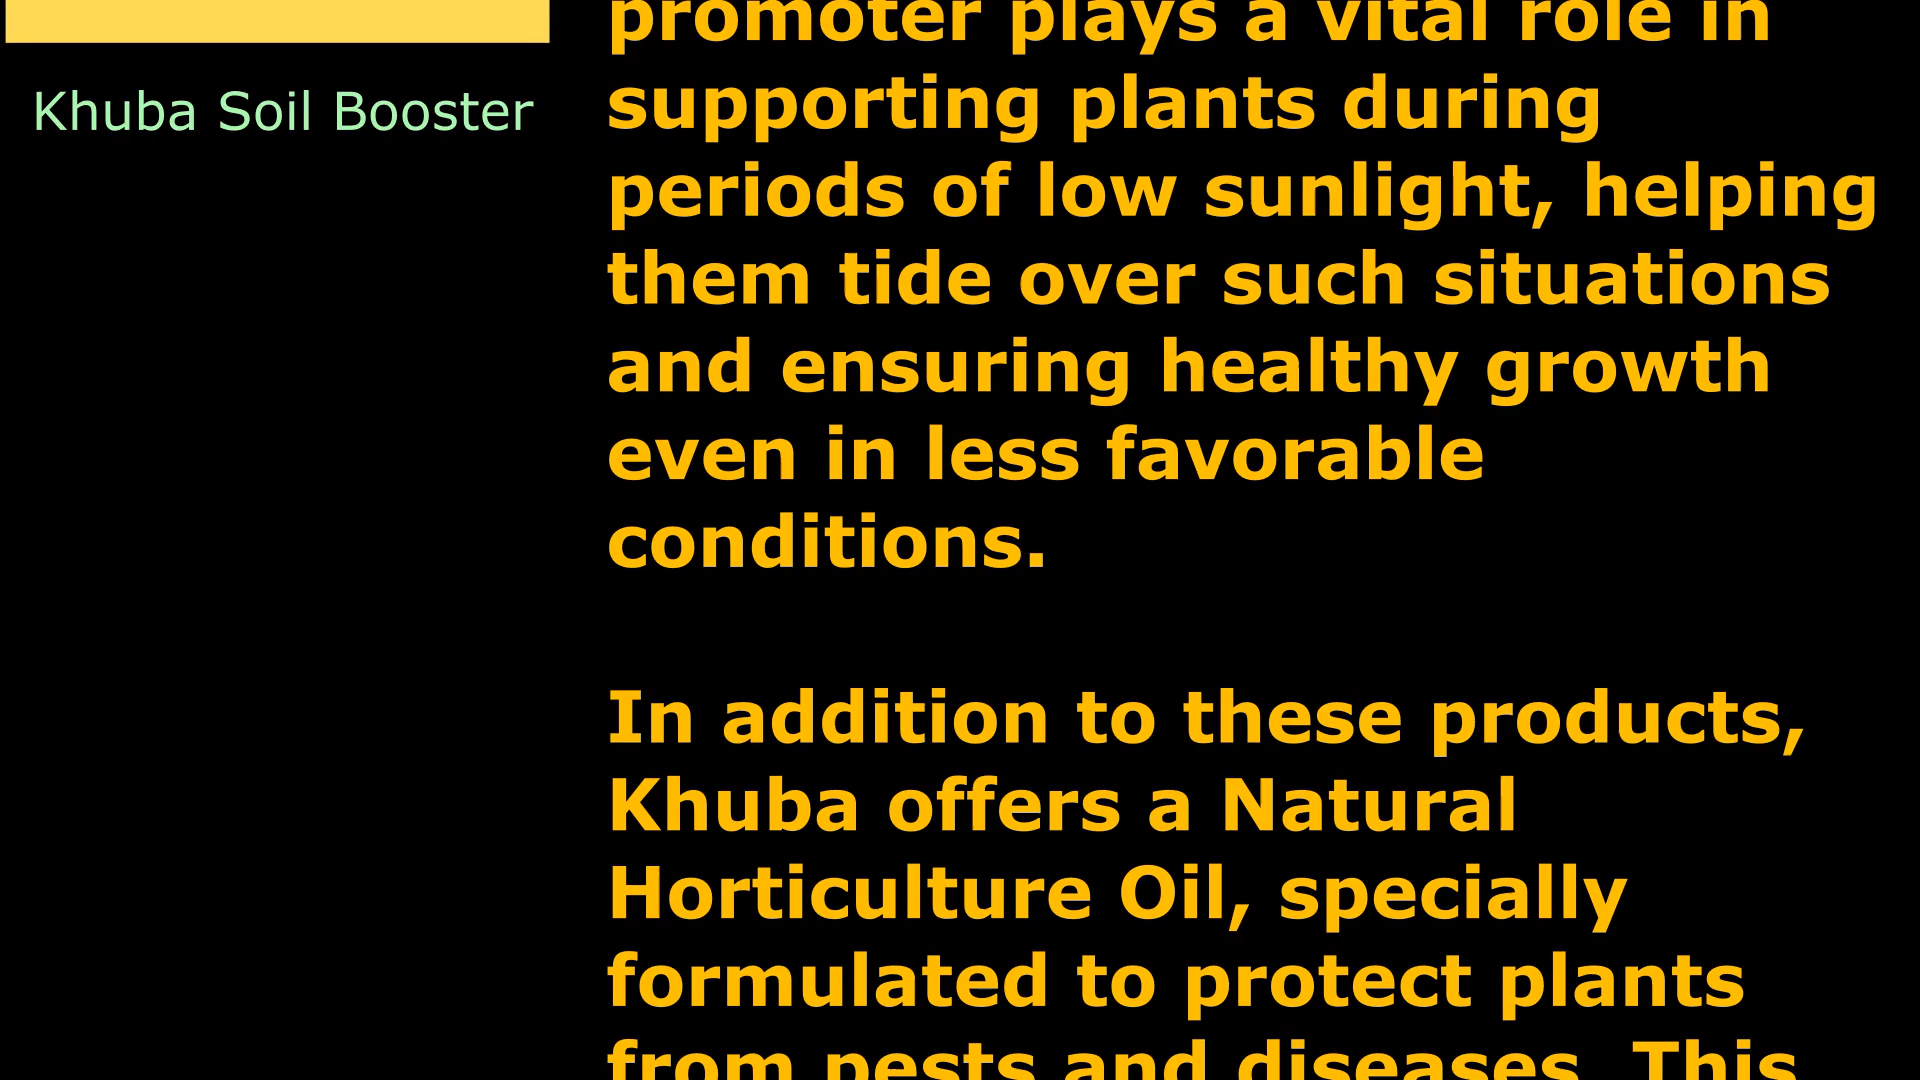 Khuba Soil Booster
promoter plays a vital role in
supporting plants during
periods of low sunlight, helping
them tide over such situations
and ensuring healthy growth
even in less favorable
conditions.
In addition to these products,
Khuba offers a Natural
Horticulture Oil, specially
formulated to protect plants
from pests and diseases. This